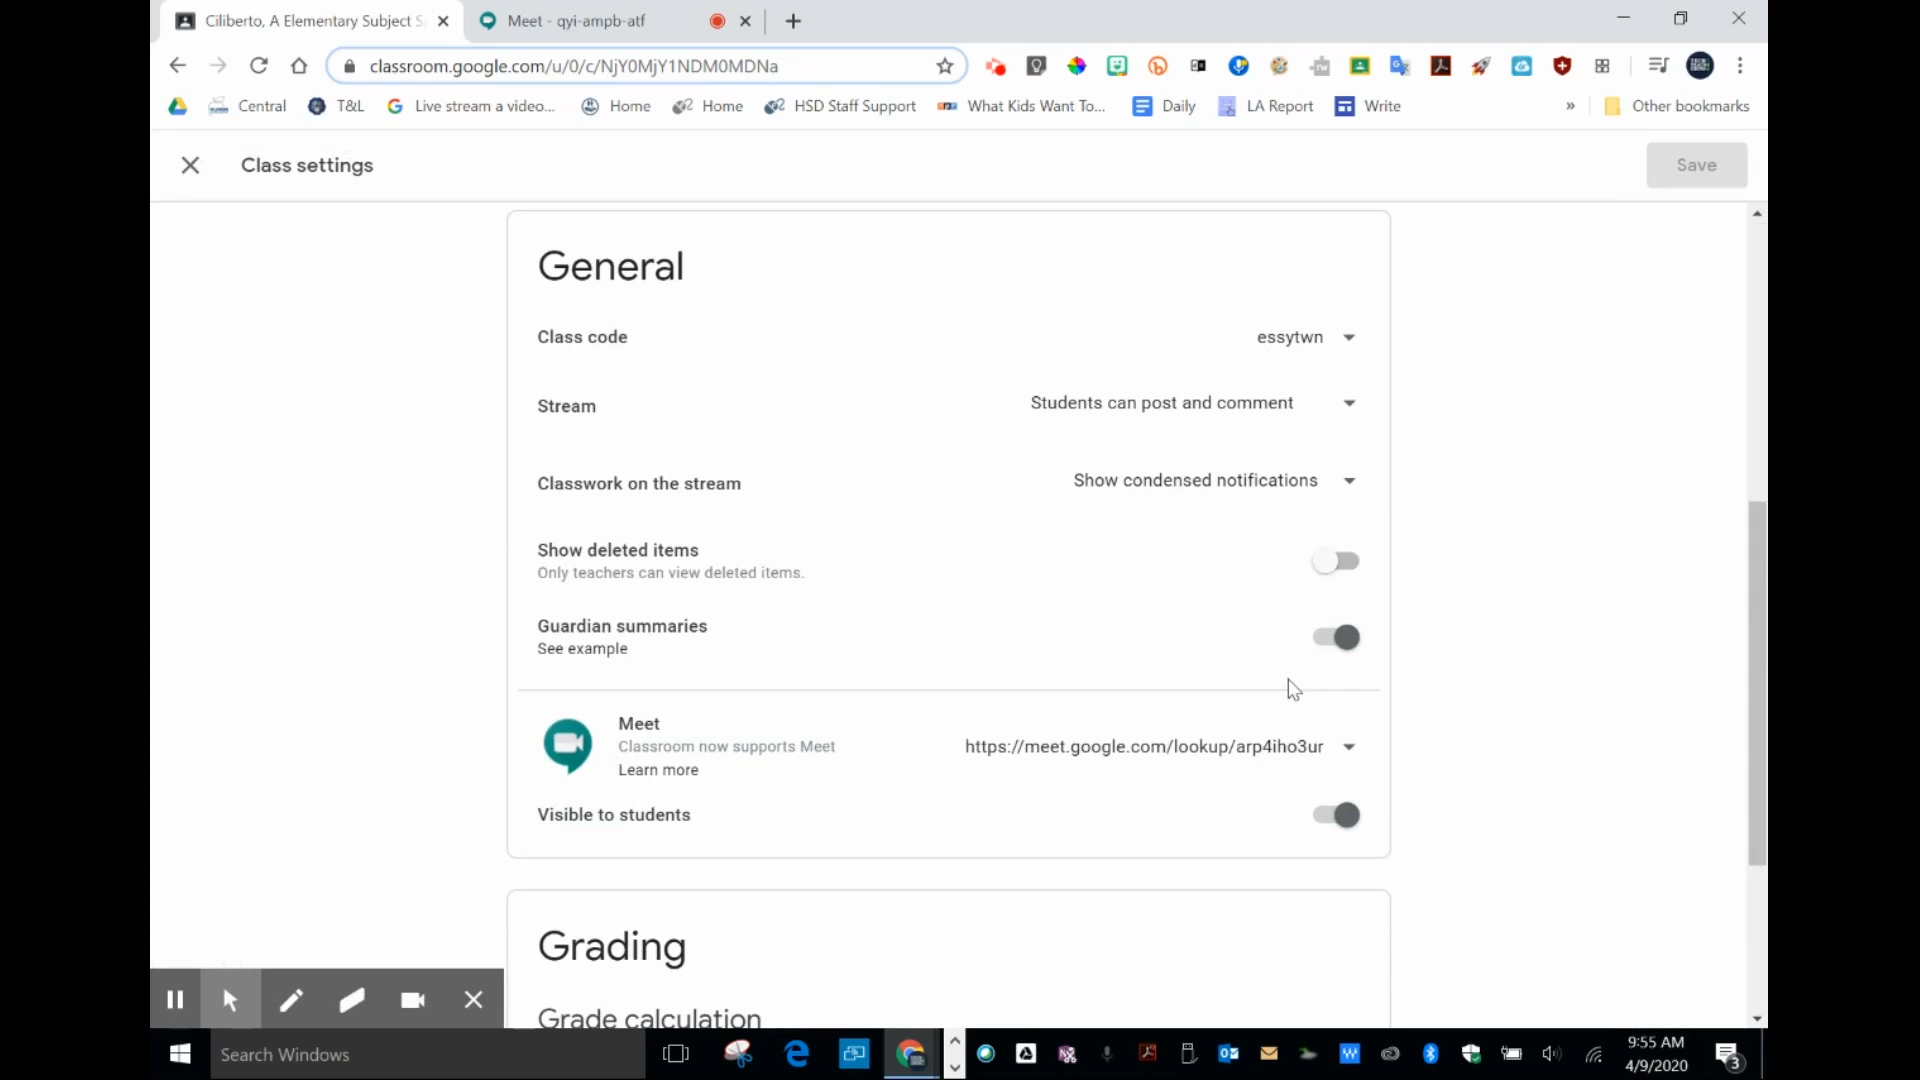 Ciliberto, A Elementary Subject S
Meet - qyi-ampb-atf
classroom.google.com/u/0/c/NjY0MjY1NDM0MDNa
Central
T&L
Live stream a video...
Home
Home
HSD Staff Support
What Kids Want To...
Daily
LA Report
Write
»
Other bookmarks
Class settings
Save
General
Class code
essytwn
Stream
Students can post and comment
Classwork on the stream
Show condensed notifications
Show deleted items
Only teachers can view deleted items.
Guardian summaries
See example
Meet
Classroom now supports Meet
https://meet.google.com/lookup/arp4iho3ur
Learn more
Visible to students
Grading
Grade calculation
Search Windows
9:55 AM
4/9/2020
3